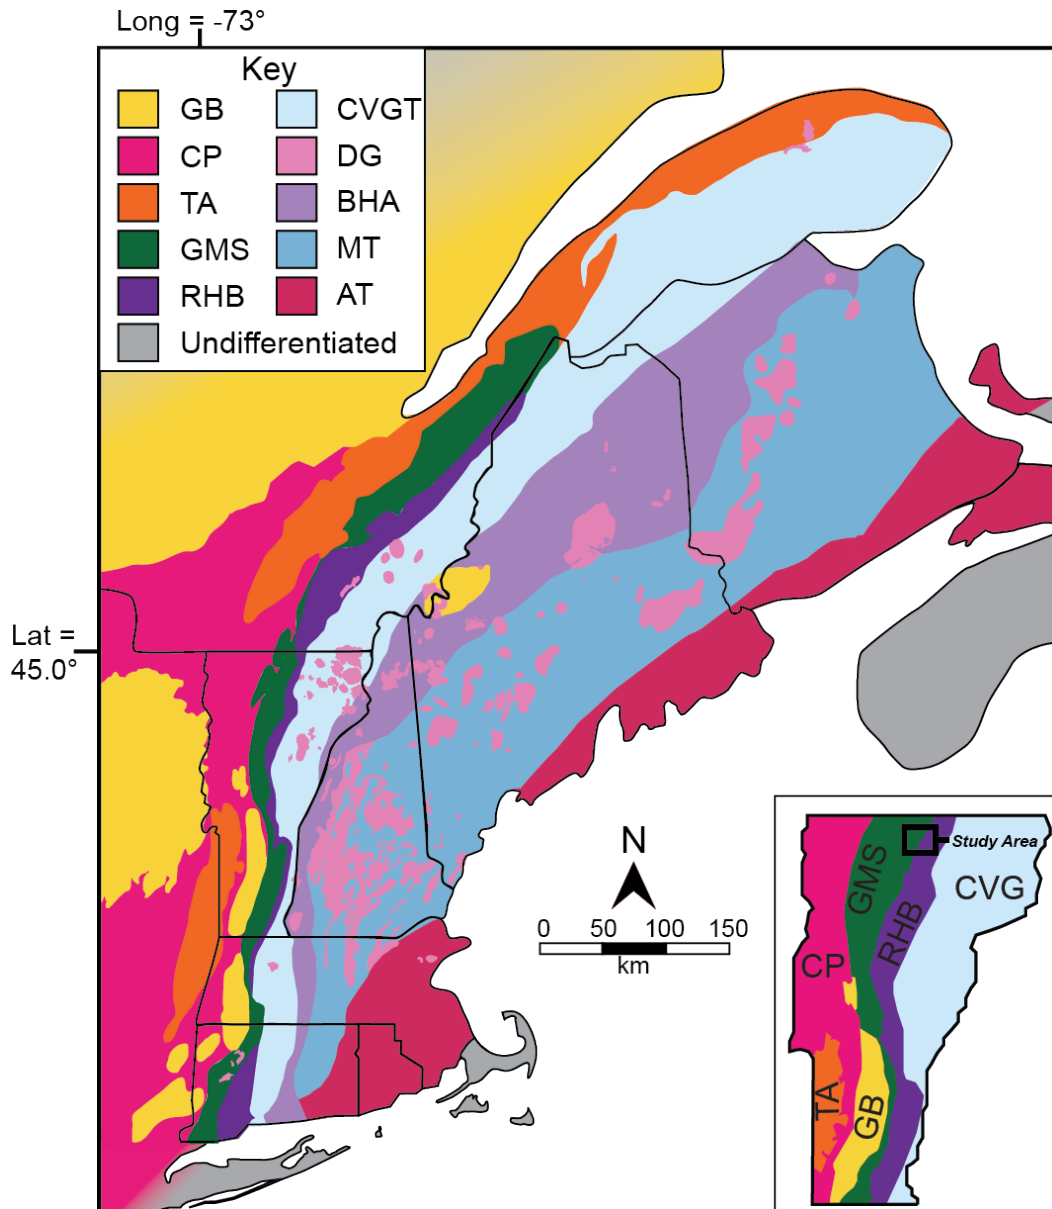 Long = -73°
Key
GB
CVGT
CP
DG
TA
BHA
GMS
MT
RHB
AT
Undifferentiated
Lat =
45.0°
N
0 50 100 150
km
Study Area
GMS
CVG
RHB
CP
TA
GB